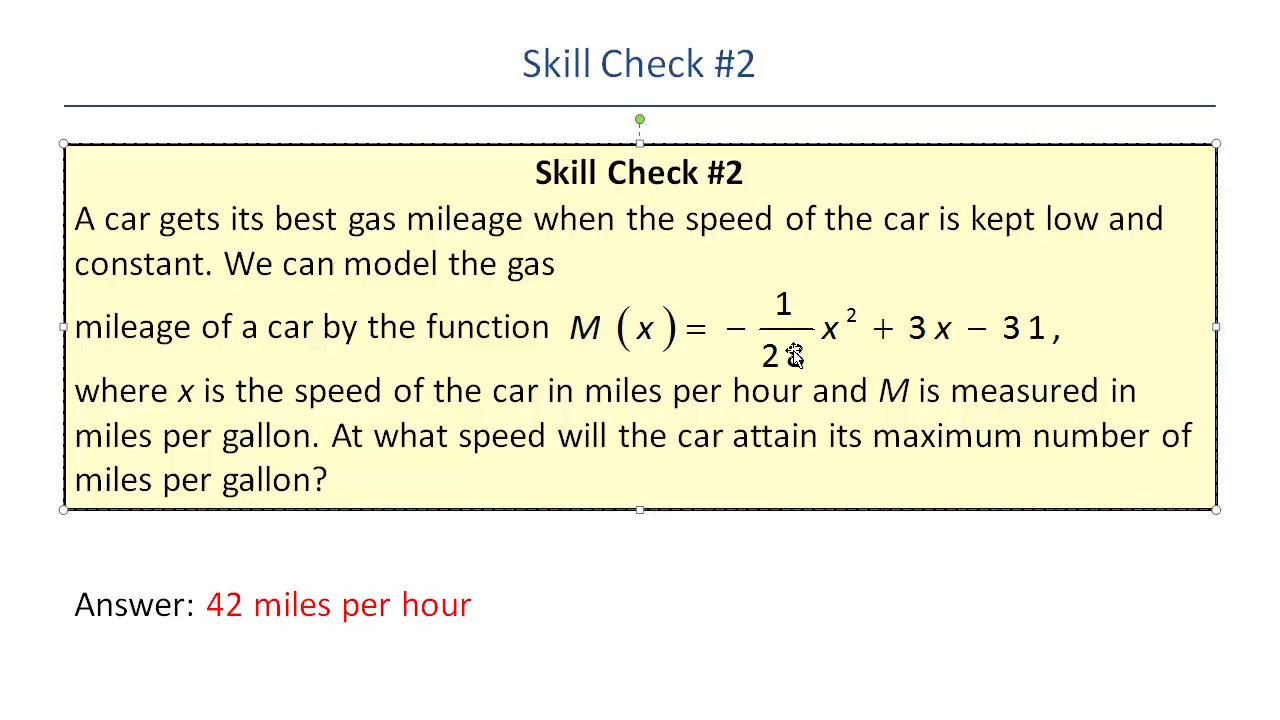 Skill Check #2
Skill Check #2
A car gets its best gas mileage when the speed of the car is kept low and
constant. We can model the gas
mileage of a car by the function M (x) = − 1/28 x² + 3x − 31,
where x is the speed of the car in miles per hour and M is measured in
miles per gallon. At what speed will the car attain its maximum number of
miles per gallon?
Answer: 42 miles per hour